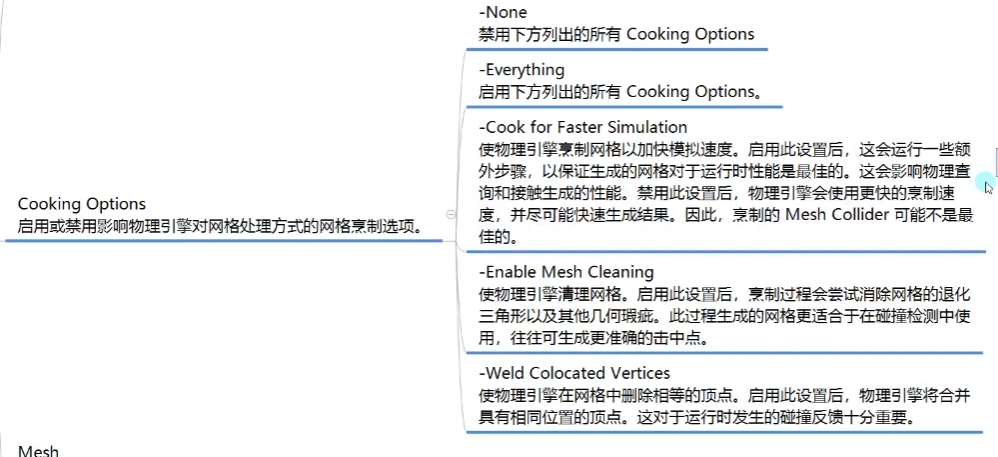 -None
禁用下方列出的所有 Cooking Options
-Everything
启用下方列出的所有 Cooking Options。
-Cook for Faster Simulation
使物理引擎烹制网格以加快模拟速度。启用此设置后，这会运行一些额
外步骤，以保证生成的网格对于运行时性能是最佳的。这会影响物理查
询和接触生成的性能。禁用此设置后，物理引擎会使用更快的烹制速
度，并尽可能快速生成结果。因此，烹制的 Mesh Collider 可能不是最
佳的。
Cooking Options
启用或禁用影响物理引擎对网格处理方式的网格烹制选项。
-Enable Mesh Cleaning
使物理引擎清理网格。启用此设置后，烹制过程会尝试消除网格的退化
三角形以及其他几何瑕疵。此过程生成的网格更适合于在碰撞检测中使
用，往往可生成更准确的击中点。
-Weld Colocated Vertices
使物理引擎在网格中删除相等的顶点。启用此设置后，物理引擎将合并
具有相同位置的顶点。这对于运行时发生的碰撞反馈十分重要。
Mesh